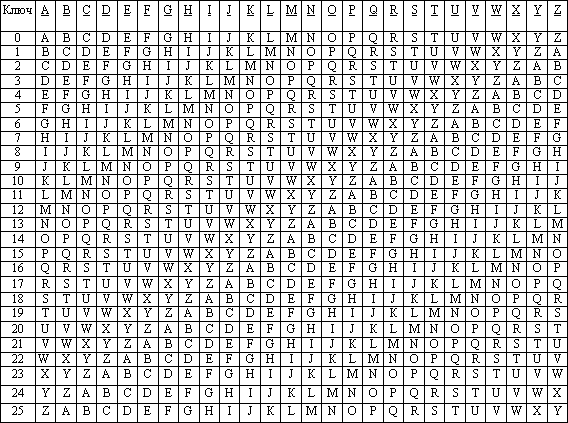 Ключ A B C D E F G H I J K L M N O P Q R S T U V W X Y Z
0 A B C D E F G H I J K L M N O P Q R S T U V W X Y Z
1 B C D E F G H I J K L M N O P Q R S T U V W X Y Z A
2 C D E F G H I J K L M N O P Q R S T U V W X Y Z A B
3 D E F G H I J K L M N O P Q R S T U V W X Y Z A B C
4 E F G H I J K L M N O P Q R S T U V W X Y Z A B C D
5 F G H I J K L M N O P Q R S T U V W X Y Z A B C D E
6 G H I J K L M N O P Q R S T U V W X Y Z A B C D E F
7 H I J K L M N O P Q R S T U V W X Y Z A B C D E F G
8 I J K L M N O P Q R S T U V W X Y Z A B C D E F G H
9 J K L M N O P Q R S T U V W X Y Z A B C D E F G H I
10 K L M N O P Q R S T U V W X Y Z A B C D E F G H I J
11 L M N O P Q R S T U V W X Y Z A B C D E F G H I J K
12 M N O P Q R S T U V W X Y Z A B C D E F G H I J K L
13 N O P Q R S T U V W X Y Z A B C D E F G H I J K L M
14 O P Q R S T U V W X Y Z A B C D E F G H I J K L M N
15 P Q R S T U V W X Y Z A B C D E F G H I J K L M N O
16 Q R S T U V W X Y Z A B C D E F G H I J K L M N O P
17 R S T U V W X Y Z A B C D E F G H I J K L M N O P Q
18 S T U V W X Y Z A B C D E F G H I J K L M N O P Q R
19 T U V W X Y Z A B C D E F G H I J K L M N O P Q R S
20 U V W X Y Z A B C D E F G H I J K L M N O P Q R S T
21 V W X Y Z A B C D E F G H I J K L M N O P Q R S T U
22 W X Y Z A B C D E F G H I J K L M N O P Q R S T U V
23 X Y Z A B C D E F G H I J K L M N O P Q R S T U V W
24 Y Z A B C D E F G H I J K L M N O P Q R S T U V W X
25 Z A B C D E F G H I J K L M N O P Q R S T U V W X Y